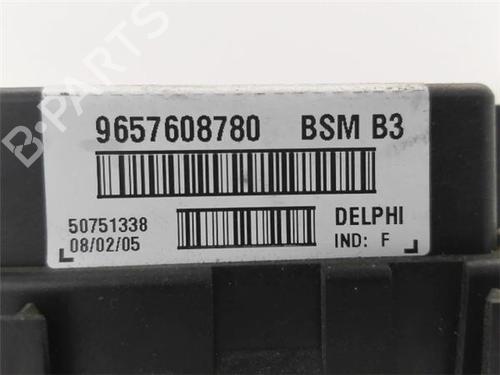 9657608780 BSM B3
50751338 DELPHI
08/02/05 IND: F
B-PARTS